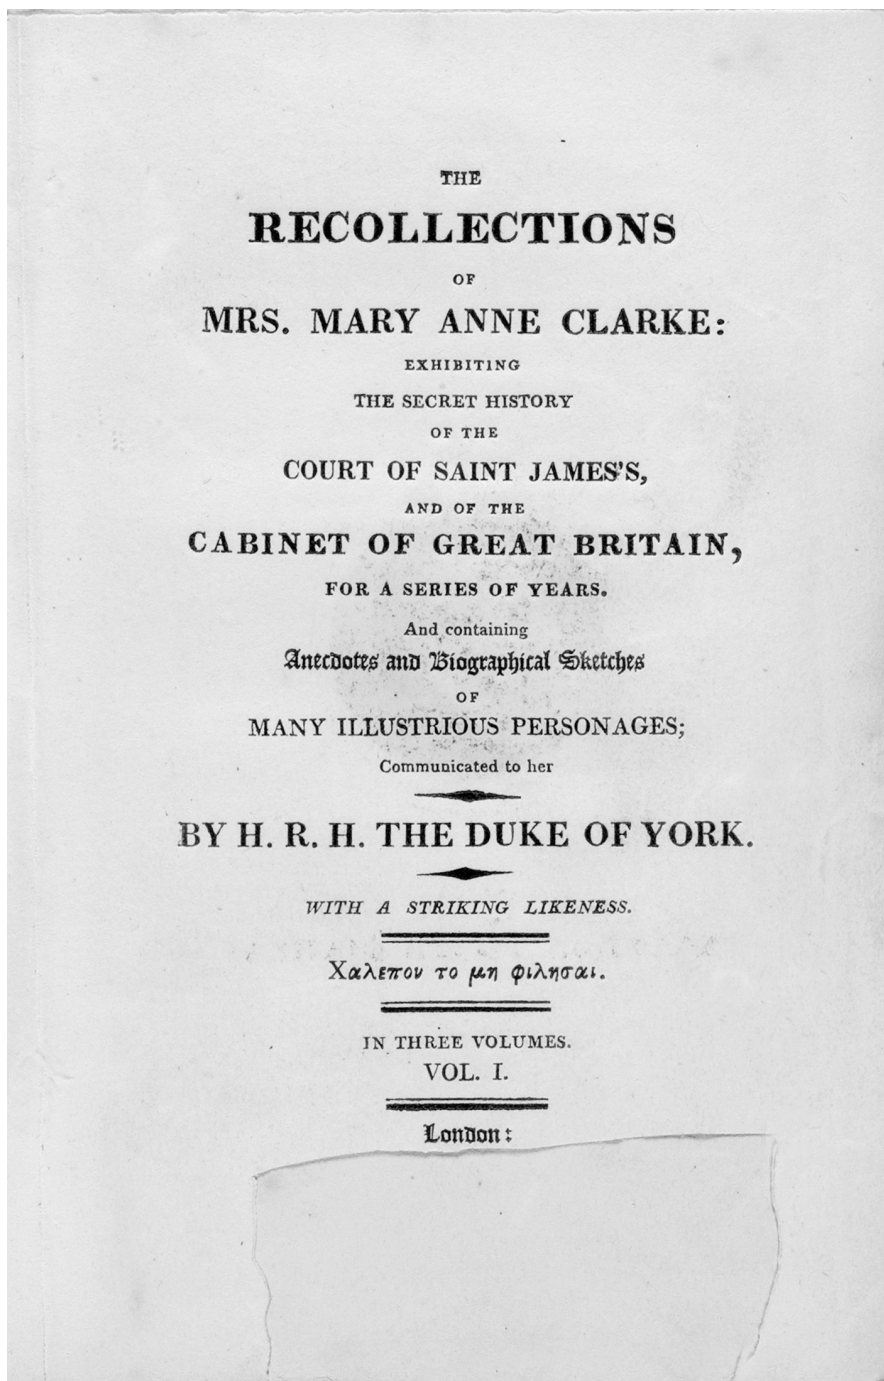 THE
RECOLLECTIONS
OF
MRS. MARY ANNE CLARKE:
EXHIBITING
THE SECRET HISTORY
OF THE
COURT OF SAINT JAMES'S,
AND OF THE
CABINET OF GREAT BRITAIN,
FOR A SERIES OF YEARS.
And containing
Anecdotes and Biographical Sketches
OF
MANY ILLUSTRIOUS PERSONAGES;
Communicated to her
BY H. R. H. THE DUKE OF YORK.
WITH A STRIKING LIKENESS.
Χαλεπον το μη φιλησαι.
IN THREE VOLUMES.
VOL. I.
London: